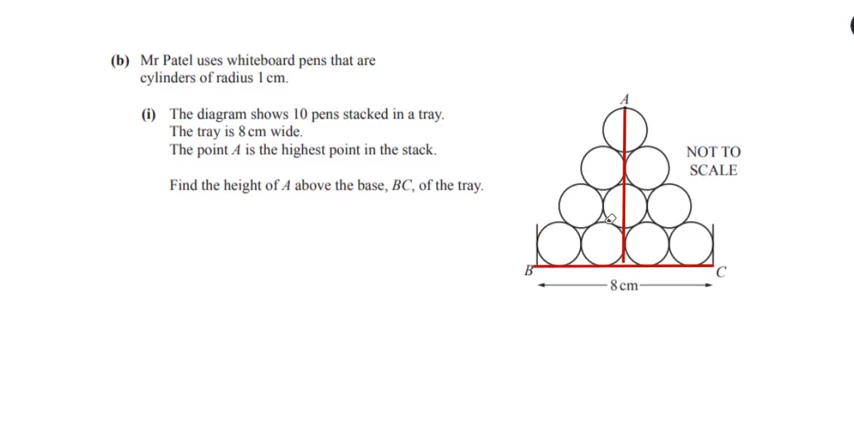 (b) Mr Patel uses whiteboard pens that are
cylinders of radius 1 cm.
(i) The diagram shows 10 pens stacked in a tray.
The tray is 8 cm wide.
The point A is the highest point in the stack.
Find the height of A above the base, BC, of the tray.
A
NOT TO
SCALE
B
C
8 cm